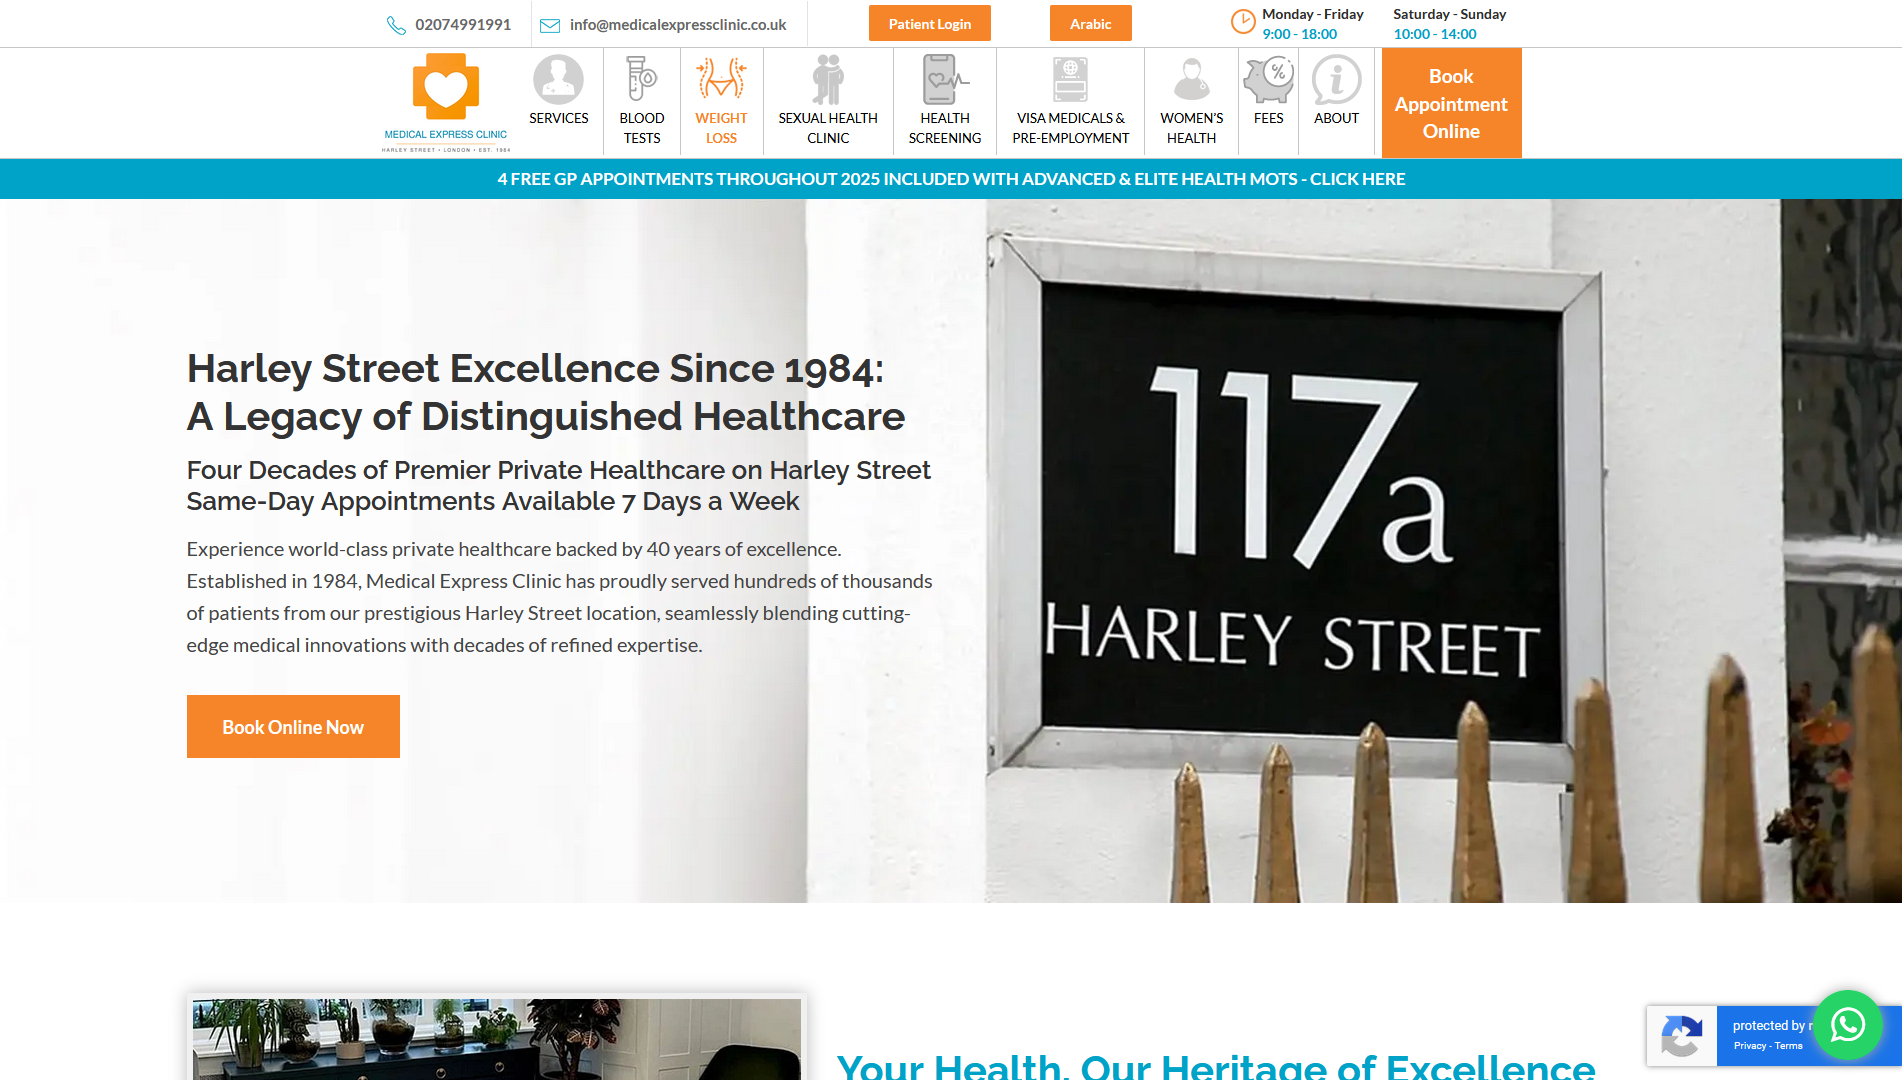 02074991991
info@medicalexpressclinic.co.uk
Patient Login
Arabic
Monday - Friday
9:00 - 18:00
Saturday - Sunday
10:00 - 14:00
MEDICAL EXPRESS CLINIC
HARLEY STREET • LONDON • EST. 1984
SERVICES
BLOOD
TESTS
WEIGHT
LOSS
SEXUAL HEALTH
CLINIC
HEALTH
SCREENING
VISA MEDICALS &
PRE-EMPLOYMENT
WOMEN'S
HEALTH
FEES
ABOUT
Book
Appointment
Online
4 FREE GP APPOINTMENTS THROUGHOUT 2025 INCLUDED WITH ADVANCED & ELITE HEALTH MOTS - CLICK HERE
Harley Street Excellence Since 1984:
A Legacy of Distinguished Healthcare
Four Decades of Premier Private Healthcare on Harley Street
Same-Day Appointments Available 7 Days a Week
Experience world-class private healthcare backed by 40 years of excellence.
Established in 1984, Medical Express Clinic has proudly served hundreds of thousands
of patients from our prestigious Harley Street location, seamlessly blending cutting-
edge medical innovations with decades of refined expertise.
Book Online Now
117a
HARLEY STREET
Your Health, Our Heritage of Excellence
protected by
Privacy - Terms